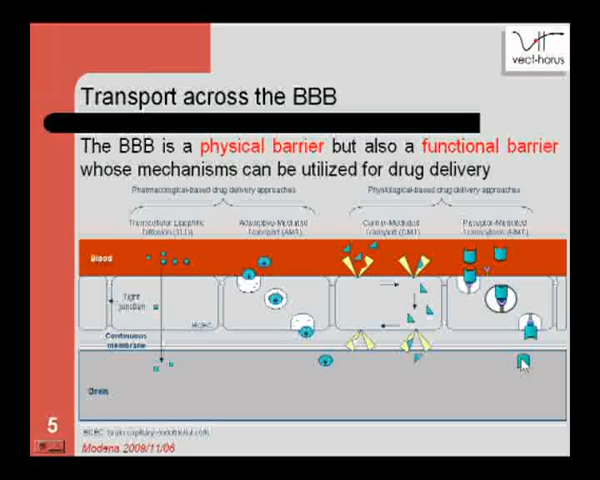 vect-horus
Transport across the BBB
The BBB is a physical barrier but also a functional barrier
whose mechanisms can be utilized for drug delivery
Pharmacological-based drug delivery approaches
Physiological-based drug delivery approaches
Transcellular Lipophilic
Diffusion (TLD)
Adsorptive-Mediated
Transport (AMT)
Carrier-Mediated
Transport (CMT)
Receptor-Mediated
Transcytosis (RMT)
Blood
Tight
junction
BCEC
Continuous
membrane
Brain
5
BCEC: brain capillary endothelial cells
Modena 2009/11/06